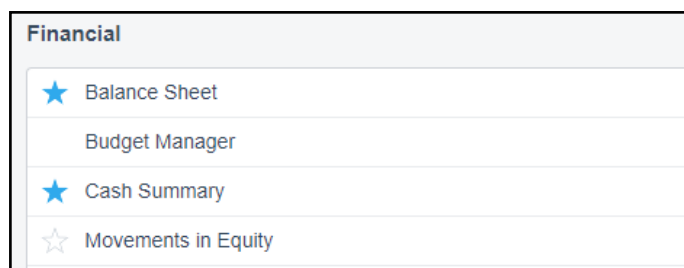 Financial
Balance Sheet
Budget Manager
Cash Summary
Movements in Equity